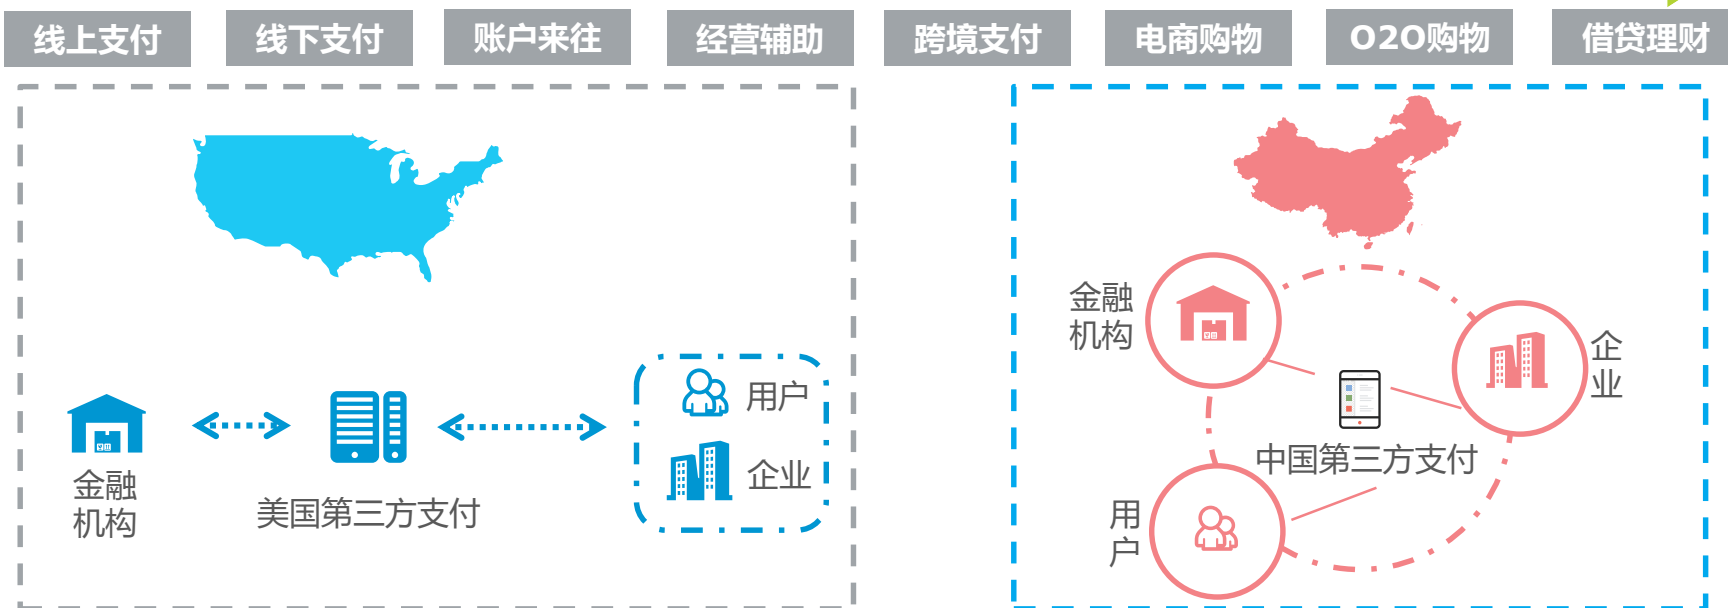 线上支付
线下支付
账户来往
经营辅助
跨境支付
电商购物
O2O购物
借贷理财
金融
机构
美国第三方支付
用户
企业
金融
机构
企
业
中国第三方支付
用
户